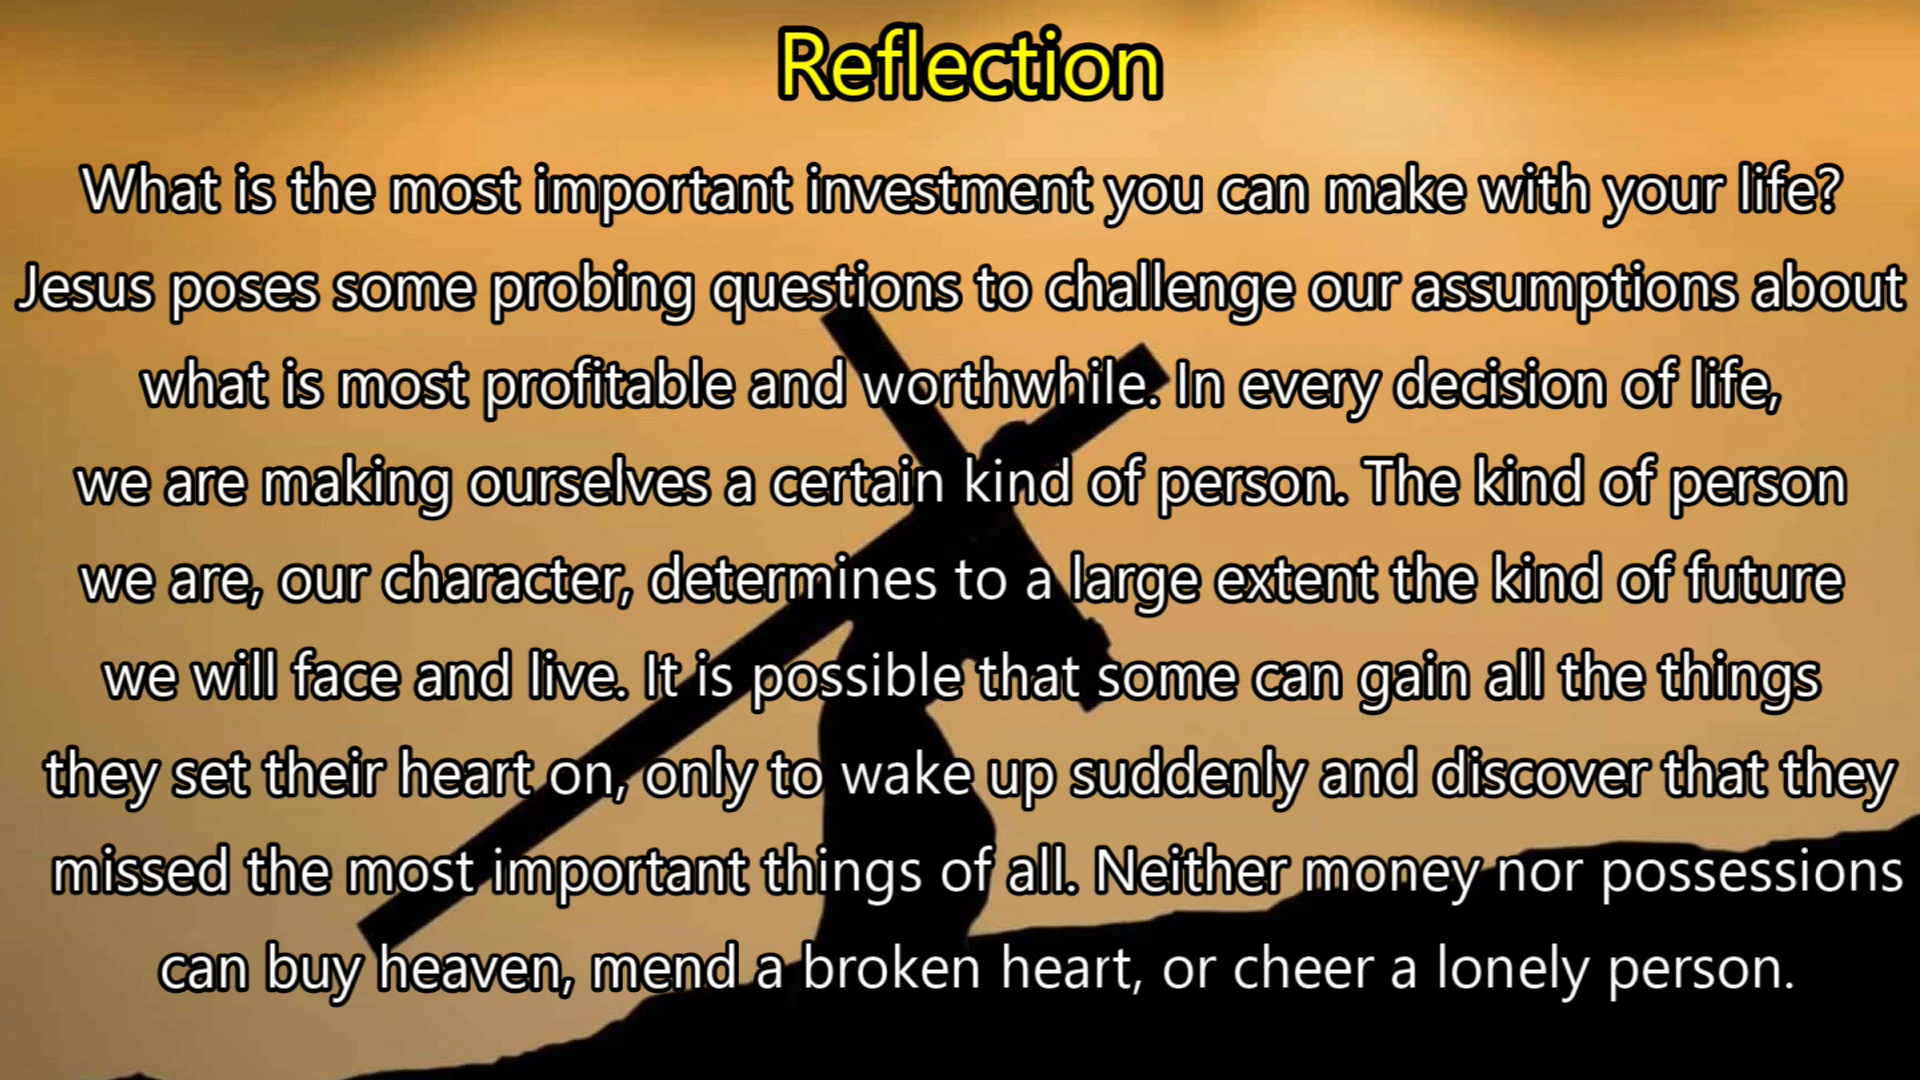 Reflection
What is the most important investment you can make with your life?
Jesus poses some probing questions to challenge our assumptions about
what is most profitable and worthwhile. In every decision of life,
we are making ourselves a certain kind of person. The kind of person
we are, our character, determines to a large extent the kind of future
we will face and live. It is possible that some can gain all the things
they set their heart on, only to wake up suddenly and discover that they
missed the most important things of all. Neither money nor possessions
can buy heaven, mend a broken heart, or cheer a lonely person.